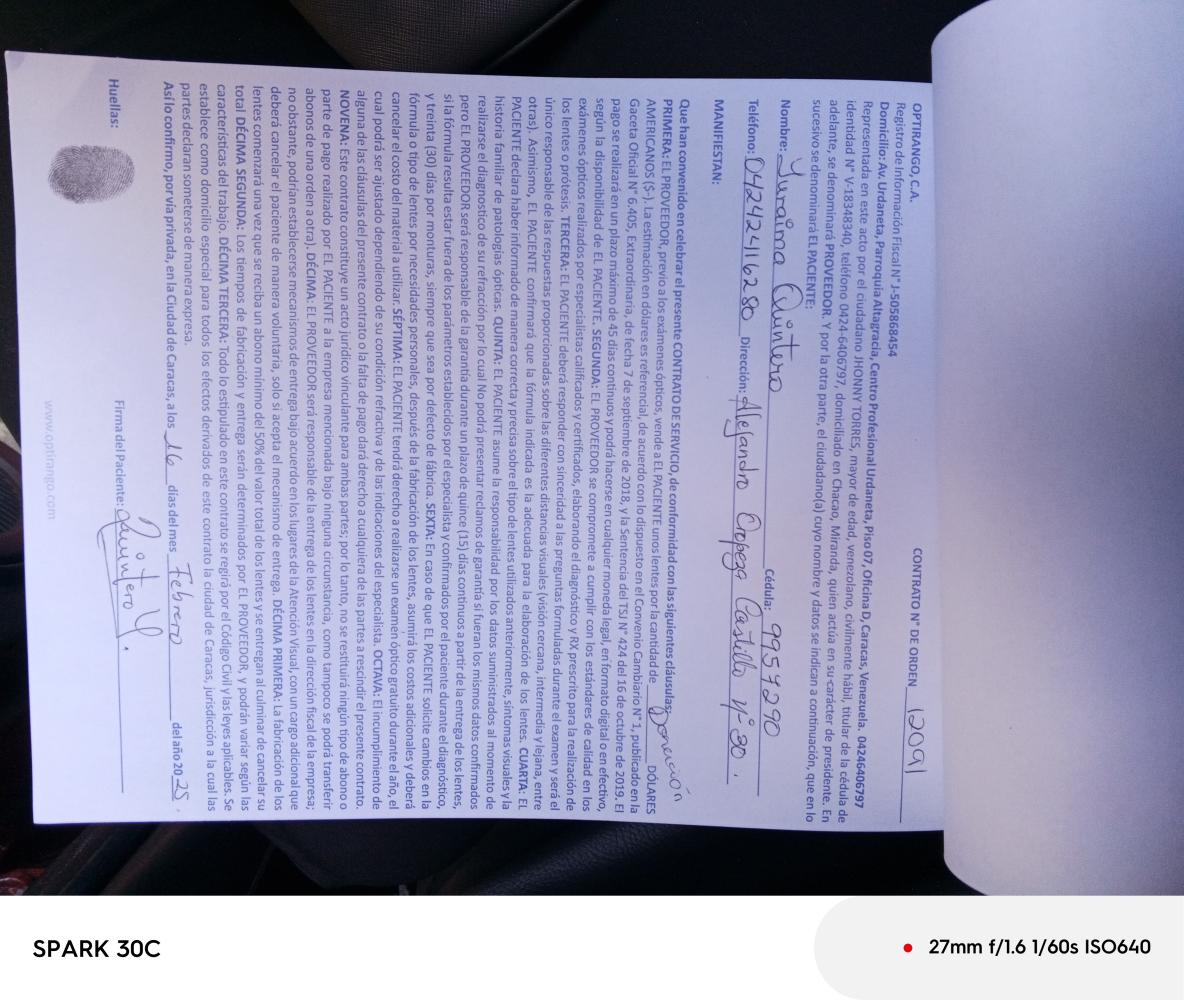 OPTIRANGO, C.A. CONTRATO N° DE ORDEN 12091
Registro de Información Fiscal N° J-505868454
Domicilio: Av. Urdaneta, Parroquia Altagracia, Centro Profesional Urdaneta, Piso 07, Oficina D, Caracas, Venezuela. 04246406797
Representada en este acto por el ciudadano JHONNY TORRES, mayor de edad, venezolano, civilmente hábil, titular de la cédula de
identidad N° V-18348340, teléfono 0424-6406797, domiciliado en Chacao, Miranda, quien actúa en su carácter de presidente. En
adelante, se denominará PROVEEDOR. Y por la otra parte, el ciudadano(a) cuyo nombre y datos se indican a continuación, que en lo
sucesivo se denominará EL PACIENTE:
Nombre: Yuraima Quintero Cédula: 9959290
Teléfono: 04242416280 Dirección: Alejandro Oropeza Castillo N-30.
MANIFIESTAN:
Que han convenido en celebrar el presente CONTRATO DE SERVICIO, de conformidad con las siguientes cláusulas:
PRIMERA: EL PROVEEDOR, previo a los exámenes ópticos, vende a EL PACIENTE unos lentes por la cantidad de Donación DÓLARES
AMERICANOS ($-). La estimación en dólares es referencial, de acuerdo con lo dispuesto en el Convenio Cambiario N° 1, publicado en la
Gaceta Oficial N° 6.405, Extraordinaria, de fecha 7 de septiembre de 2018, y la Sentencia del TSJ N° 424 del 16 de octubre de 2019. El
pago se realizará en un plazo máximo de 45 días continuos y podrá hacerse en cualquier moneda legal, en formato digital o en efectivo,
según la disponibilidad de EL PACIENTE. SEGUNDA: EL PROVEEDOR se compromete a cumplir con los estándares de calidad en los
exámenes ópticos realizados por especialistas calificados y certificados, elaborando el diagnóstico y RX prescrito para la realización de
los lentes o prótesis. TERCERA: EL PACIENTE deberá responder con sinceridad a las preguntas formuladas durante el examen y será el
único responsable de las respuestas proporcionadas sobre las diferentes distancias visuales (visión cercana, intermedia y lejana, entre
otras). Asimismo, EL PACIENTE confirmará que la fórmula indicada es la adecuada para la elaboración de los lentes. CUARTA: EL
PACIENTE declara haber informado de manera correcta y precisa sobre el tipo de lentes utilizados anteriormente, síntomas visuales y la
historia familiar de patologías ópticas. QUINTA: EL PACIENTE asume la responsabilidad por los datos suministrados al momento de
realizarse el diagnostico de su refracción por lo cual No podrá presentar reclamos de garantía si fueran los mismos datos confirmados
pero EL PROVEEDOR será responsable de la garantía durante un plazo de quince (15) días continuos a partir de la entrega de los lentes,
si la fórmula resulta estar fuera de los parámetros establecidos por el especialista y confirmados por el paciente durante el diagnóstico,
y treinta (30) días por monturas, siempre que sea por defecto de fábrica. SEXTA: En caso de que EL PACIENTE solicite cambios en la
fórmula o tipo de lentes por necesidades personales, después de la fabricación de los lentes, asumirá los costos adicionales y deberá
cancelar el costo del material a utilizar. SÉPTIMA: EL PACIENTE tendrá derecho a realizarse un examen óptico gratuito durante el año, el
cual podrá ser ajustado dependiendo de su condición refractiva y de las indicaciones del especialista. OCTAVA: El incumplimiento de
alguna de las cláusulas del presente contrato o la falta de pago dará derecho a cualquiera de las partes a rescindir el presente contrato.
NOVENA: Este contrato constituye un acto jurídico vinculante para ambas partes; por lo tanto, no se restituirá ningún tipo de abono o
parte de pago realizado por EL PACIENTE a la empresa mencionada bajo ninguna circunstancia, como tampoco se podrá transferir
abonos de una orden a otra). DÉCIMA: EL PROVEEDOR será responsable de la entrega de los lentes en la dirección fiscal de la empresa;
no obstante, podrían establecerse mecanismos de entrega bajo acuerdo en los lugares de la Atención Visual, con un cargo adicional que
deberá cancelar el paciente de manera voluntaria, solo si acepta el mecanismo de entrega. DÉCIMA PRIMERA: La fabricación de los
lentes comenzará una vez que se reciba un abono mínimo del 50% del valor total de los lentes y se entregan al culminar de cancelar su
total DÉCIMA SEGUNDA: Los tiempos de fabricación y entrega serán determinados por EL PROVEEDOR, y podrán variar según las
características del trabajo. DÉCIMA TERCERA: Todo lo estipulado en este contrato se regirá por el Código Civil y las leyes aplicables. Se
establece como domicilio especial para todos los efectos derivados de este contrato la ciudad de Caracas, jurisdicción a la cual las
partes declaran someterse de manera expresa.
Así lo confirmo, por vía privada, en la Ciudad de Caracas, a los 16 días del mes Febrero del año 2025.
Huellas: Firma del Paciente: Quintero
www.optirango.com
SPARK 30C 27mm f/1.6 1/60s ISO640